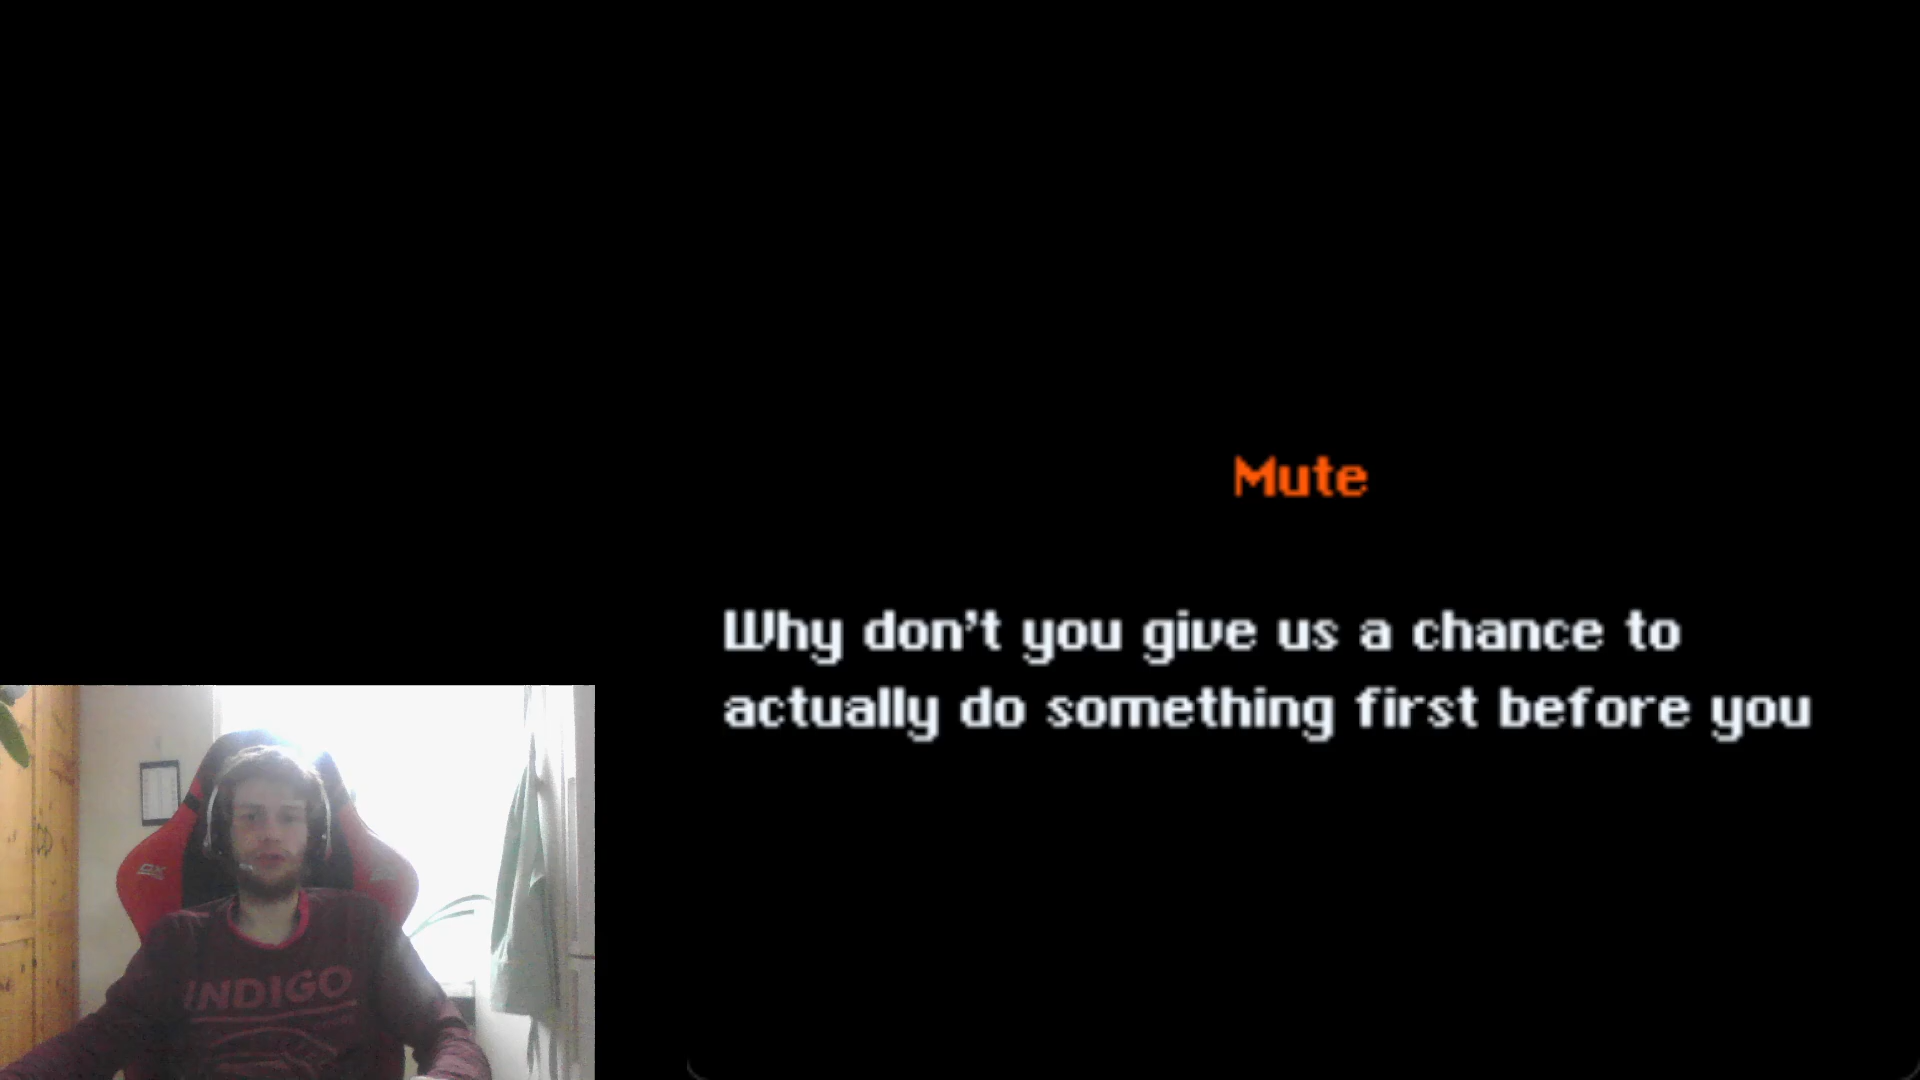 Mute
Why don't you give us a chance to
actually do something first before you
INDIGO